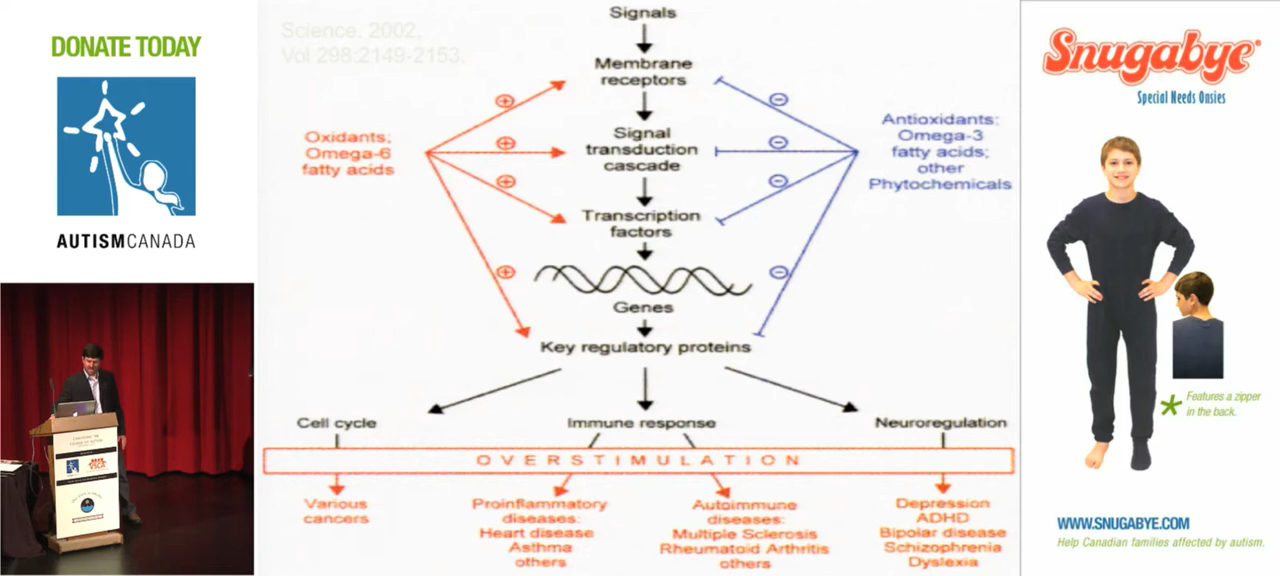 DONATE TODAY
AUTISMCANADA
Science. 2002,
Vol 298:2149-2153.
Signals
Membrane
receptors
Signal
transduction
cascade
Transcription
factors
Genes
Key regulatory proteins
Oxidants;
Omega-6
fatty acids
+
+
+
+
Antioxidants;
Omega-3
fatty acids;
other
Phytochemicals
−
−
−
−
Cell cycle
Immune response
Neuroregulation
OVERSTIMULATION
Various
cancers
Proinflammatory
diseases:
Heart disease
Asthma
others
Autoimmune
diseases:
Multiple Sclerosis
Rheumatoid Arthritis
others
Depression
ADHD
Bipolar disease
Schizophrenia
Dyslexia
Snugabye®
Special Needs Onsies
* Features a zipper
in the back.
WWW.SNUGABYE.COM
Help Canadian families affected by autism.